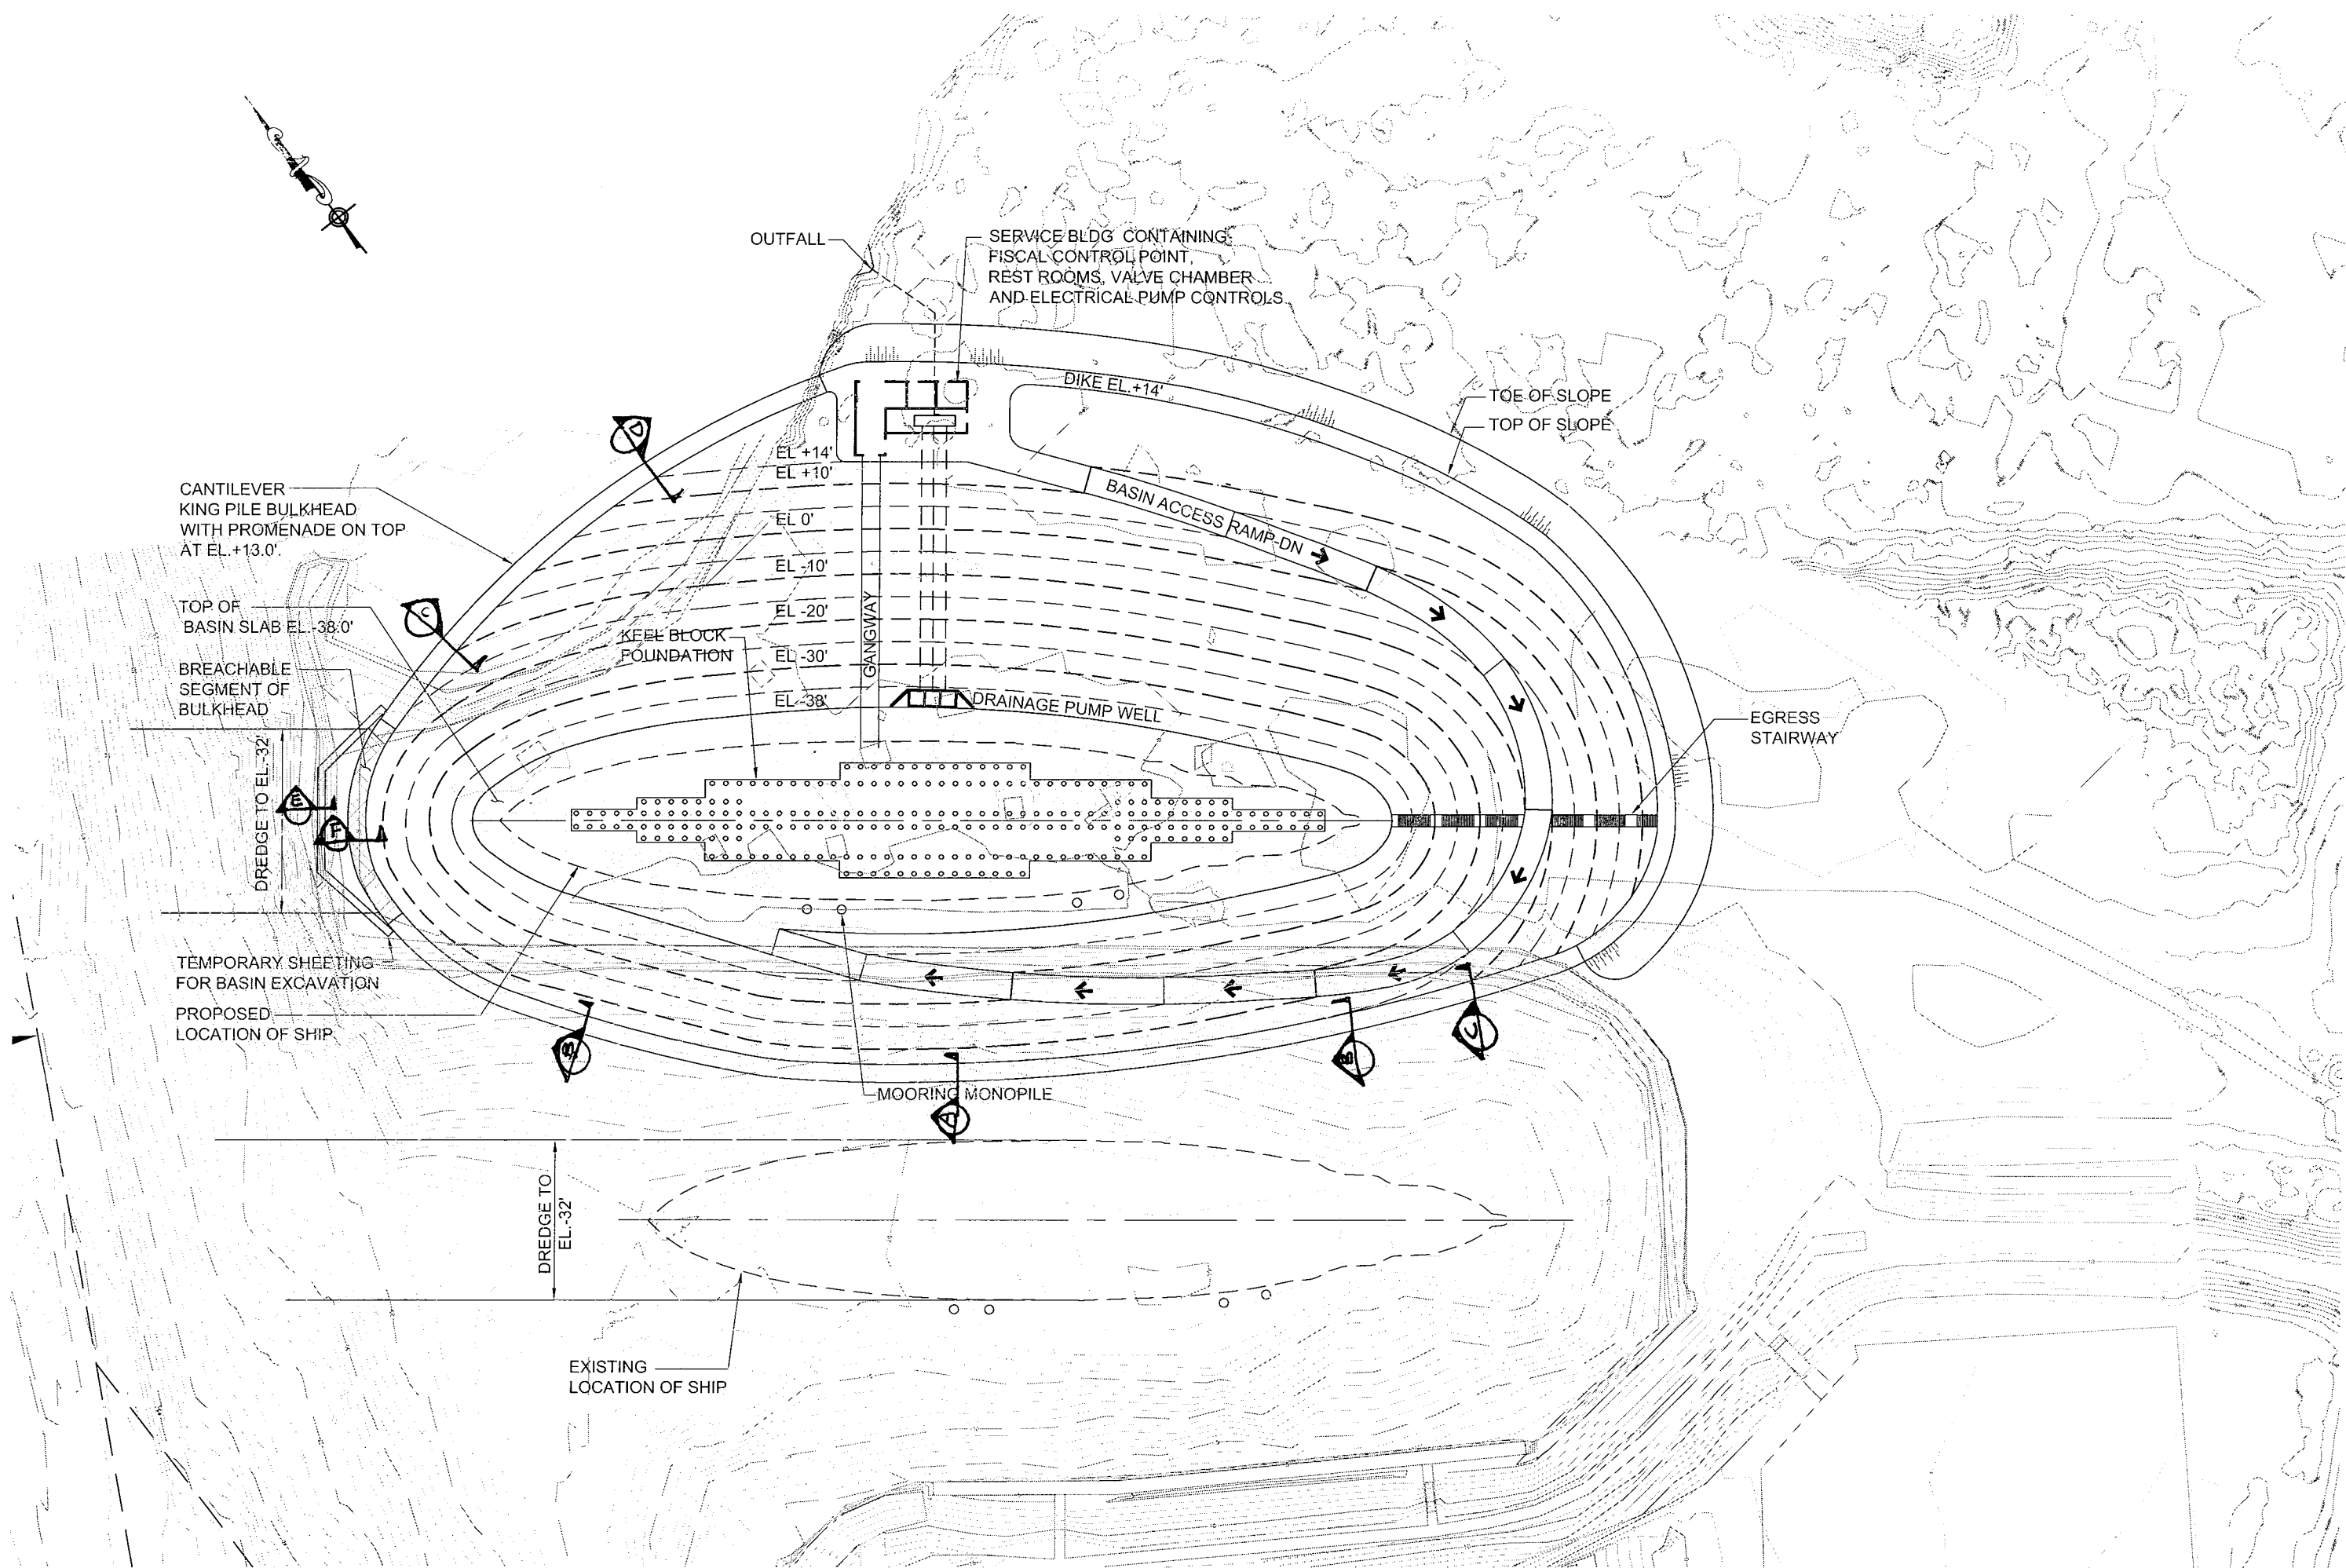 OUTFALL
SERVICE BLDG CONTAINING
FISCAL CONTROL POINT,
REST ROOMS, VALVE CHAMBER
AND ELECTRICAL PUMP CONTROLS
DIKE EL.+14'
TOE OF SLOPE
TOP OF SLOPE
D
EL +14'
EL +10'
CANTILEVER
KING PILE BULKHEAD
WITH PROMENADE ON TOP
AT EL.+13.0'.
BASIN ACCESS RAMP-DN
EL 0'
EL -10'
TOP OF
BASIN SLAB EL.-38.0'
C
EL -20'
KEEL BLOCK
FOUNDATION
GANGWAY
EL -30'
BREACHABLE
SEGMENT OF
BULKHEAD
EL -38'
DRAINAGE PUMP WELL
EGRESS
STAIRWAY
DREDGE TO EL.-32'
E
F
TEMPORARY SHEETING
FOR BASIN EXCAVATION
PROPOSED
LOCATION OF SHIP
B
B
C
MOORING MONOPILE
D
DREDGE TO
EL.-32'
EXISTING
LOCATION OF SHIP